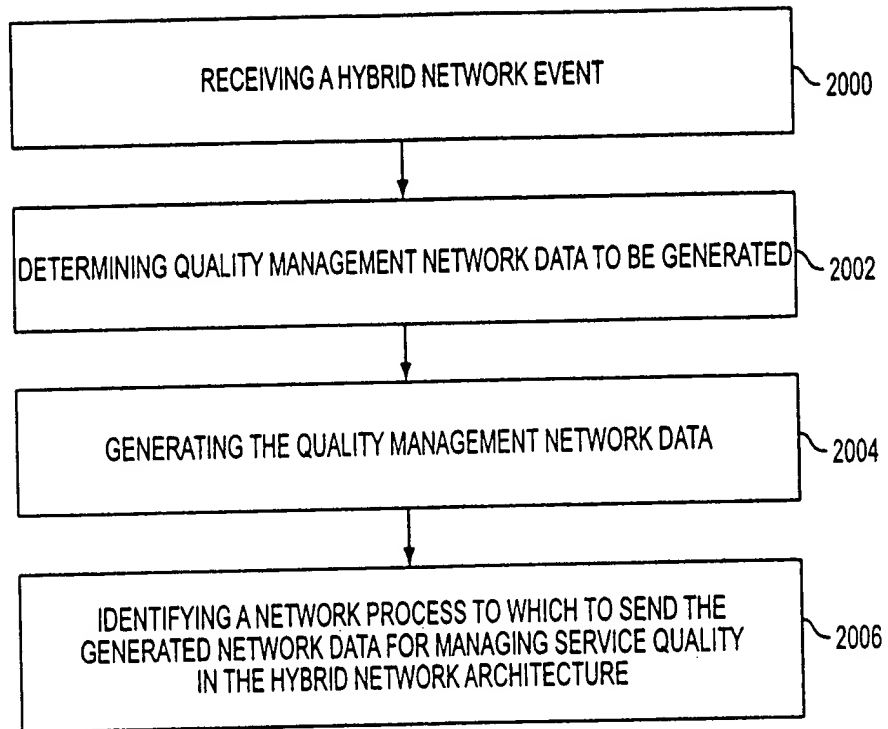 RECEIVING A HYBRID NETWORK EVENT
2000
DETERMINING QUALITY MANAGEMENT NETWORK DATA TO BE GENERATED
2002
GENERATING THE QUALITY MANAGEMENT NETWORK DATA
2004
IDENTIFYING A NETWORK PROCESS TO WHICH TO SEND THE
GENERATED NETWORK DATA FOR MANAGING SERVICE QUALITY
IN THE HYBRID NETWORK ARCHITECTURE
2006